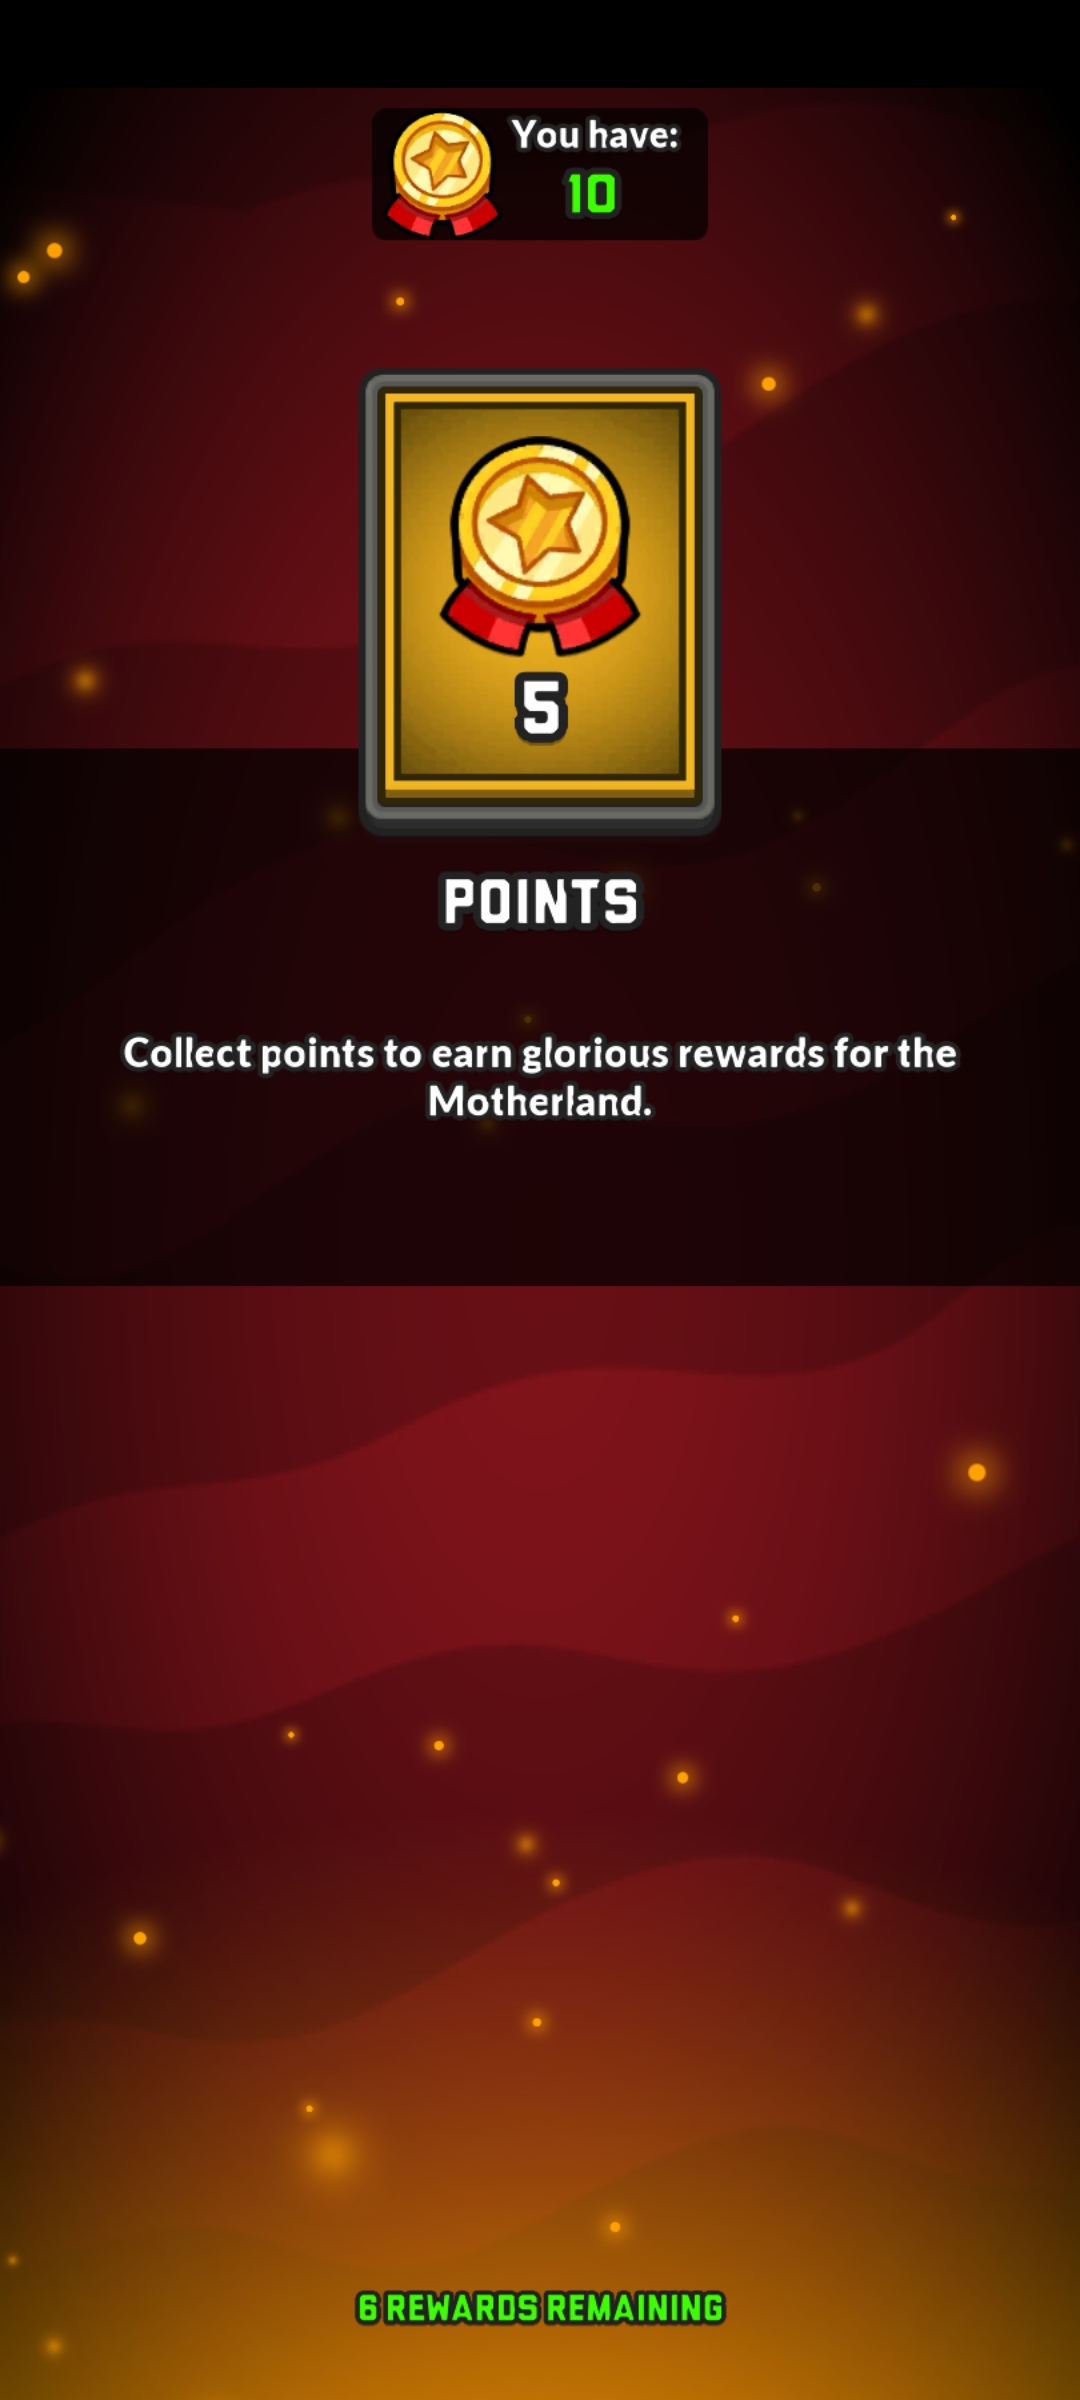 You have:
10
5
POINTS
Collect points to earn glorious rewards for the
Motherland.
6 REWARDS REMAINING